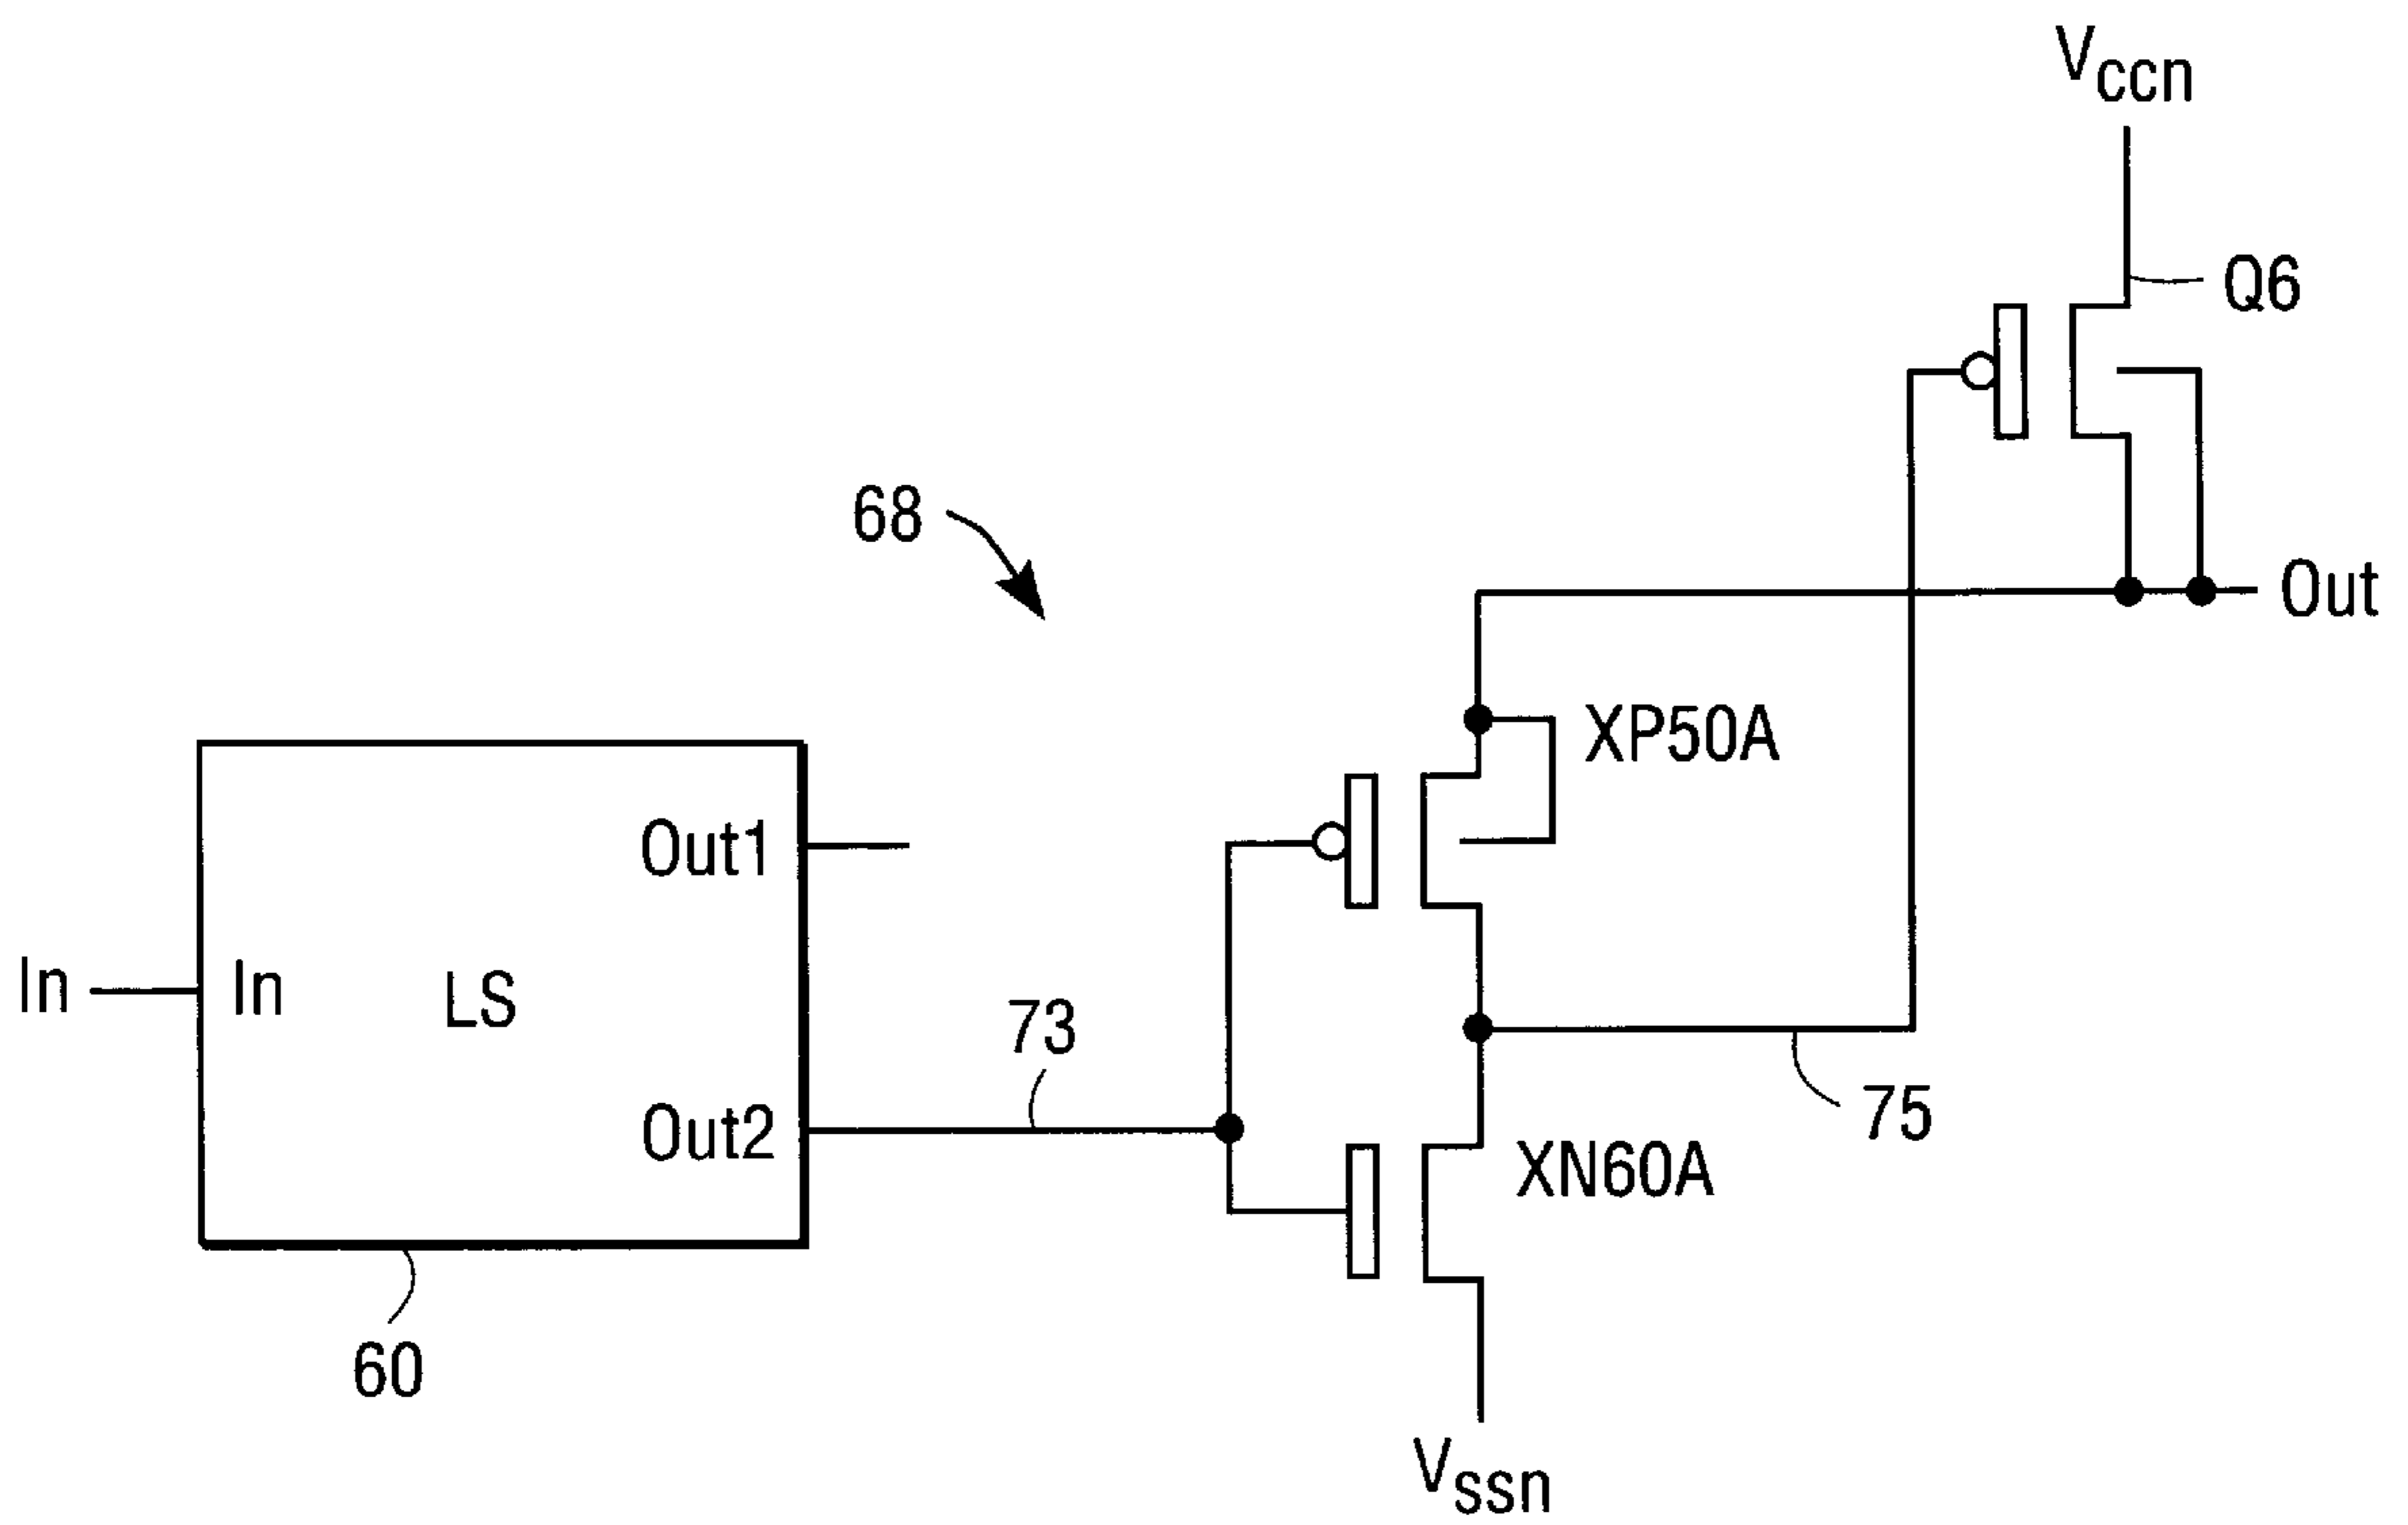 Vccn
Q6
68
Out
XP50A
Out1
In
In
LS
73
75
Out2
XN60A
60
Vssn